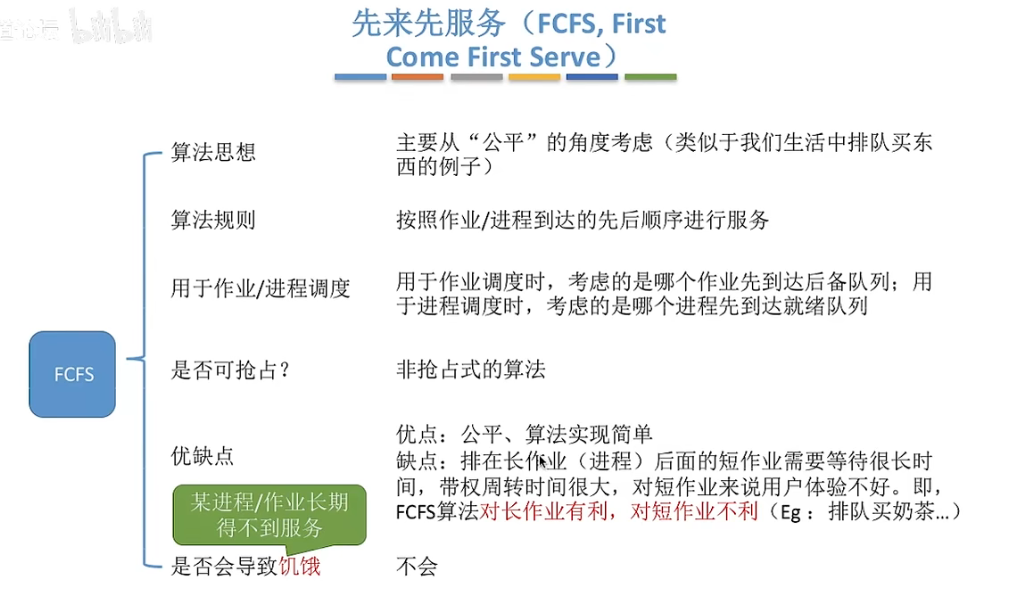 先来先服务（FCFS, First
Come First Serve）
算法思想
主要从“公平”的角度考虑（类似于我们生活中排队买东
西的例子）
算法规则
按照作业/进程到达的先后顺序进行服务
用于作业/进程调度
用于作业调度时，考虑的是哪个作业先到达后备队列；用
于进程调度时，考虑的是哪个进程先到达就绪队列
FCFS
是否可抢占？
非抢占式的算法
优缺点
优点：公平、算法实现简单
缺点：排在长作业（进程）后面的短作业需要等待很长时
间，带权周转时间很大，对短作业来说用户体验不好。即，
FCFS算法对长作业有利，对短作业不利（Eg：排队买奶茶…）
某进程/作业长期
得不到服务
是否会导致饥饿
不会